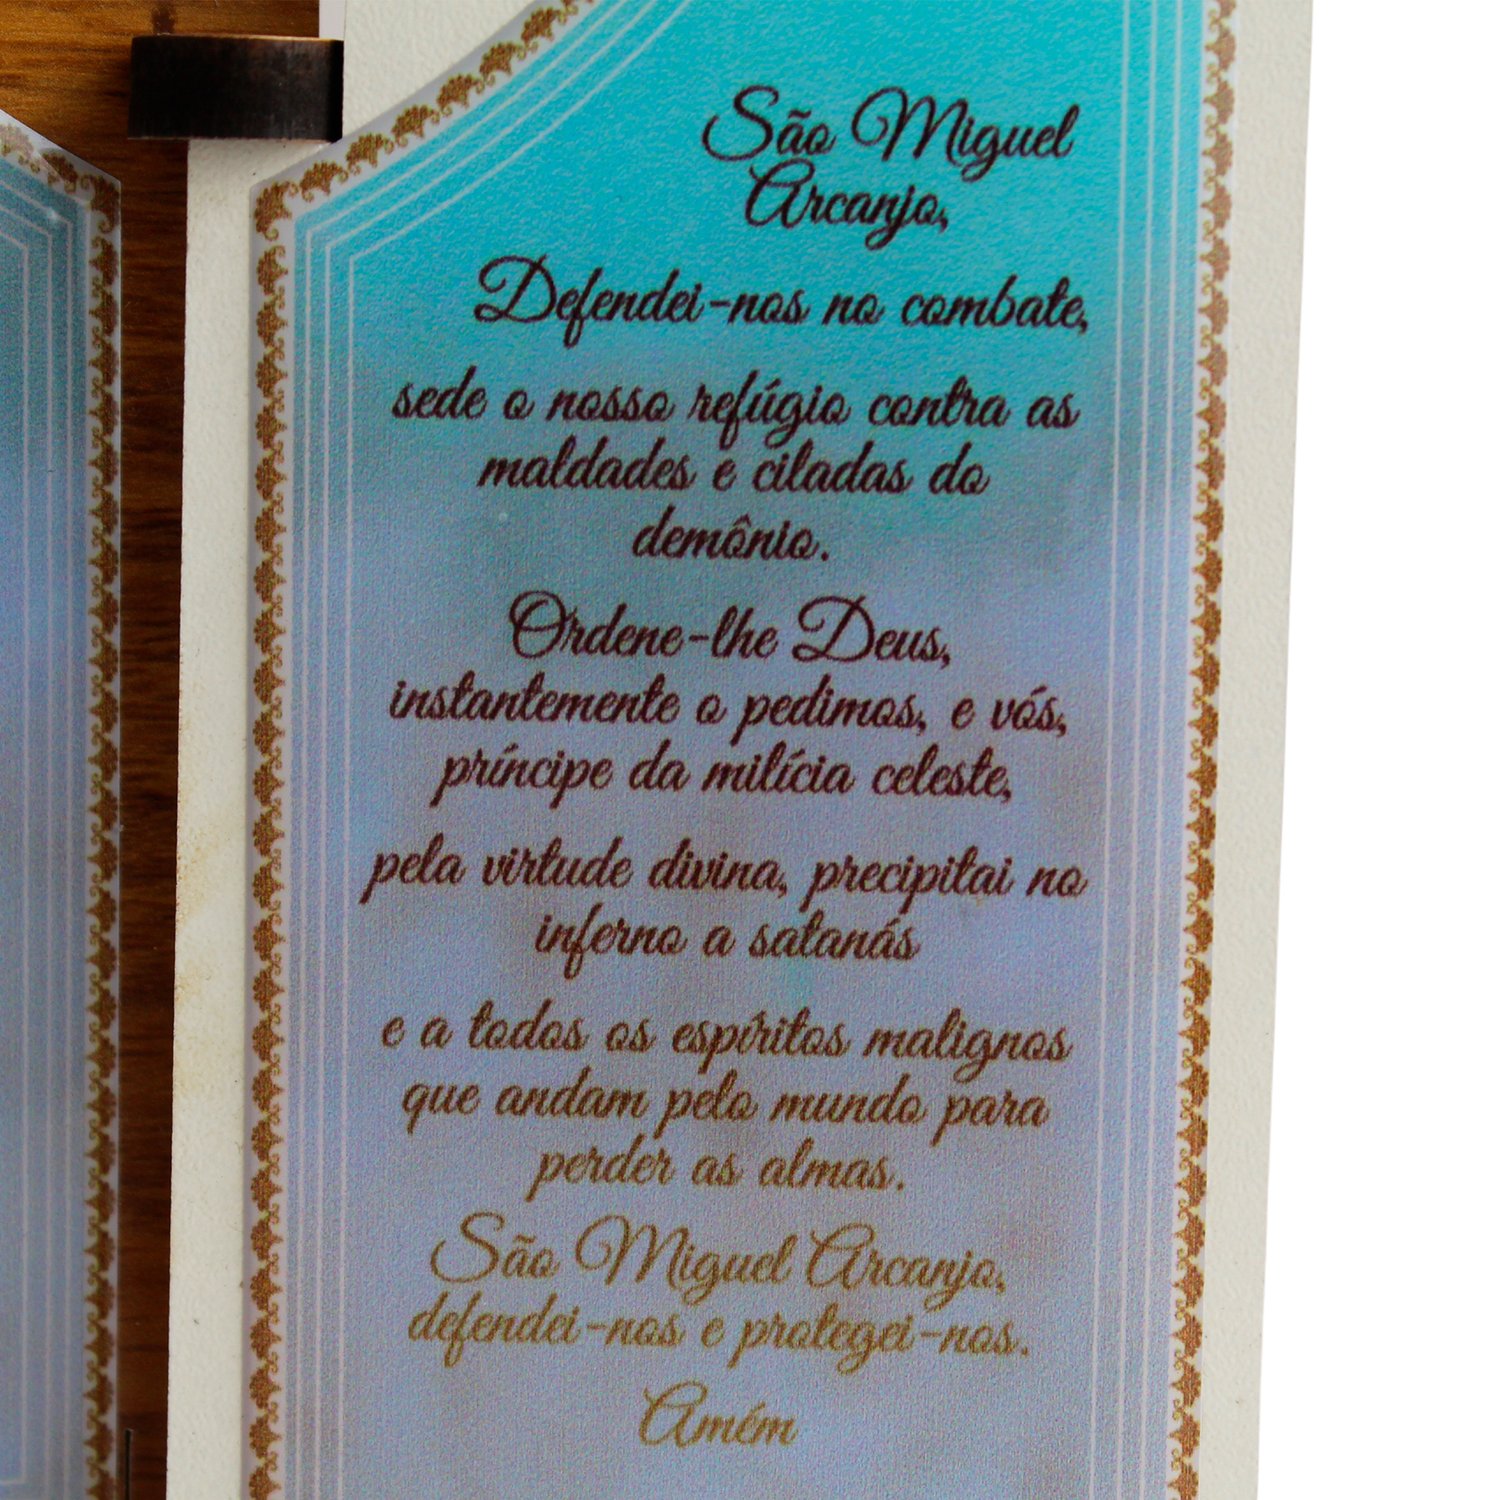 São Miguel
Arcanjo,
Defendei-nos no combate,
sede o nosso refúgio contra as
maldades e ciladas do
demônio.
Ordene-lhe Deus,
instantemente o pedimos, e vós,
príncipe da milícia celeste,
pela virtude divina, precipitai no
inferno a satanás
e a todos os espíritos malignos
que andam pelo mundo para
perder as almas.
São Miguel Arcanjo,
defendei-nos e protegei-nos.
Amém